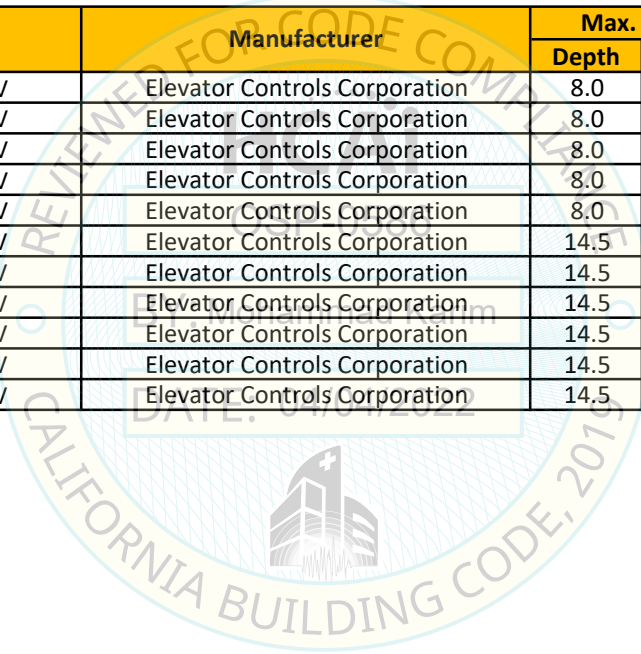 Manufacturer Max.
Depth
V Elevator Controls Corporation 8.0
V Elevator Controls Corporation 8.0
V Elevator Controls Corporation 8.0
V Elevator Controls Corporation 8.0
V Elevator Controls Corporation 8.0
V Elevator Controls Corporation 14.5
V Elevator Controls Corporation 14.5
V Elevator Controls Corporation 14.5
V Elevator Controls Corporation 14.5
V Elevator Controls Corporation 14.5
V Elevator Controls Corporation 14.5
REVIEWED FOR CODE COMPLIANCE
HCAi
OSP-0586
BY: Mohammad Karim
DATE: 04/04/2022
CALIFORNIA BUILDING CODE, 2019